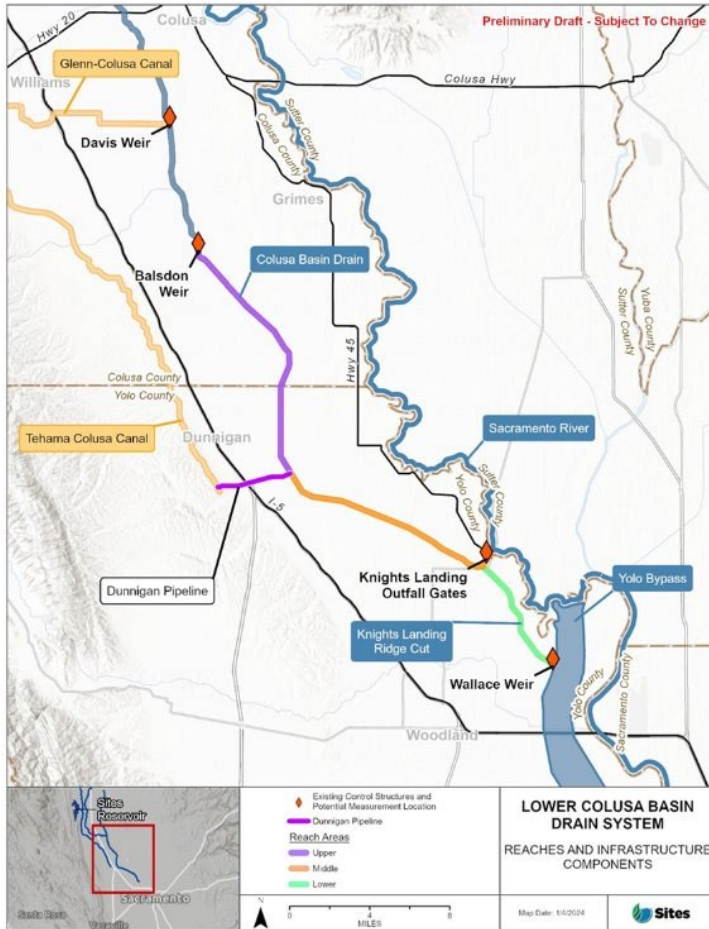 Preliminary Draft - Subject To Change
Colusa
Hwy 20
Glenn-Colusa Canal
Williams
Colusa Hwy
Davis Weir
Sutter County
Colusa County
Grimes
Balsdon
Weir
Colusa Basin Drain
Yuba County
Sutter County
Hwy 45
Colusa County
Yolo County
Tehama Colusa Canal
Dunnigan
Sacramento River
I-5
Sutter County
Yolo County
Dunnigan Pipeline
Knights Landing
Outfall Gates
Yolo Bypass
Knights Landing
Ridge Cut
Wallace Weir
Yolo County
Sacramento County
Woodland
Sites
Reservoir
Sacramento
Santa Rosa
Vacaville
Existing Control Structures and
Potential Measurement Location
Dunnigan Pipeline
Reach Areas
Upper
Middle
Lower
N
0 4 8
MILES
LOWER COLUSA BASIN
DRAIN SYSTEM
REACHES AND INFRASTRUCTURE
COMPONENTS
Map Date: 1/4/2024
Sites